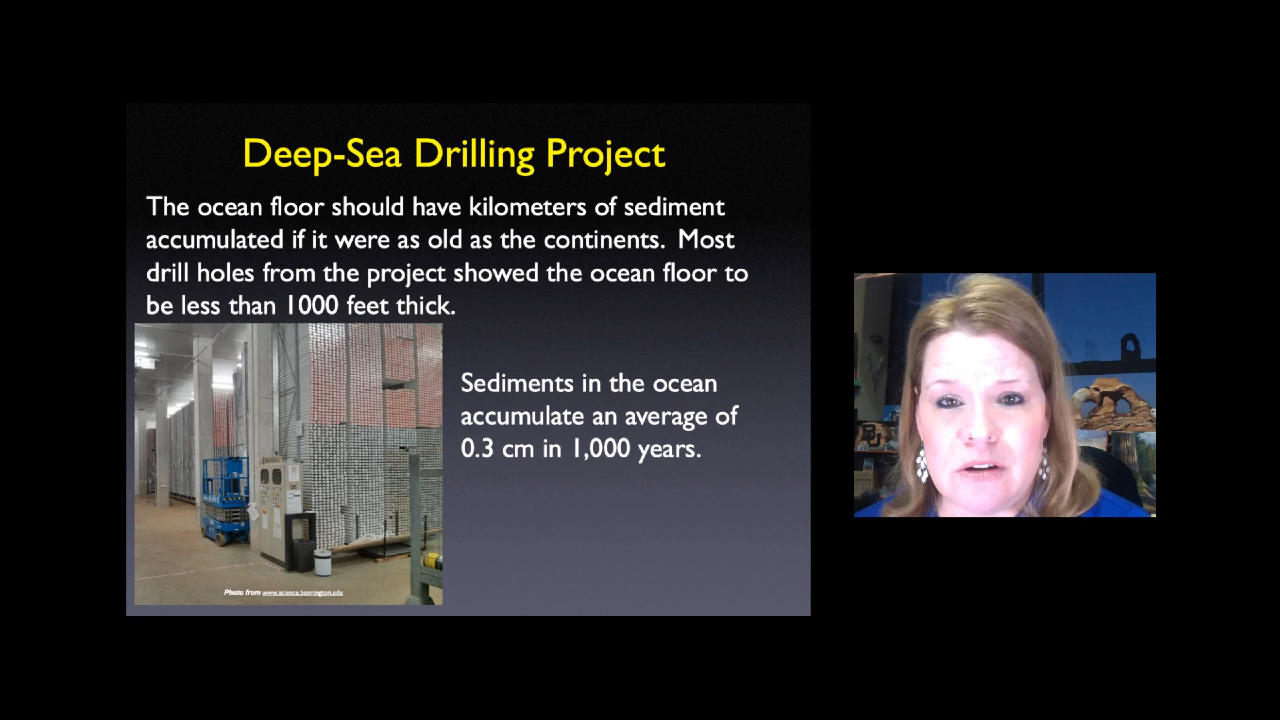 Deep-Sea Drilling Project
The ocean floor should have kilometers of sediment
accumulated if it were as old as the continents. Most
drill holes from the project showed the ocean floor to
be less than 1000 feet thick.
Sediments in the ocean
accumulate an average of
0.3 cm in 1,000 years.
Photo from www.science.bennington.edu